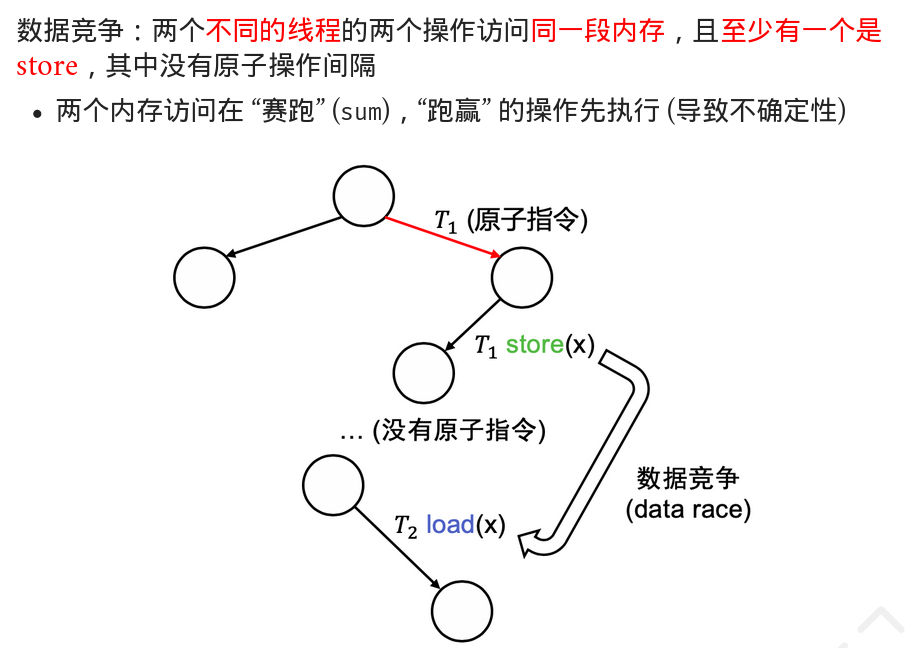 数据竞争：两个不同的线程的两个操作访问同一段内存，且至少有一个是
store，其中没有原子操作间隔
• 两个内存访问在 “赛跑” (sum)，“跑赢” 的操作先执行 (导致不确定性)
T1 (原子指令)
T1 store(x)
… (没有原子指令)
数据竞争
(data race)
T2 load(x)